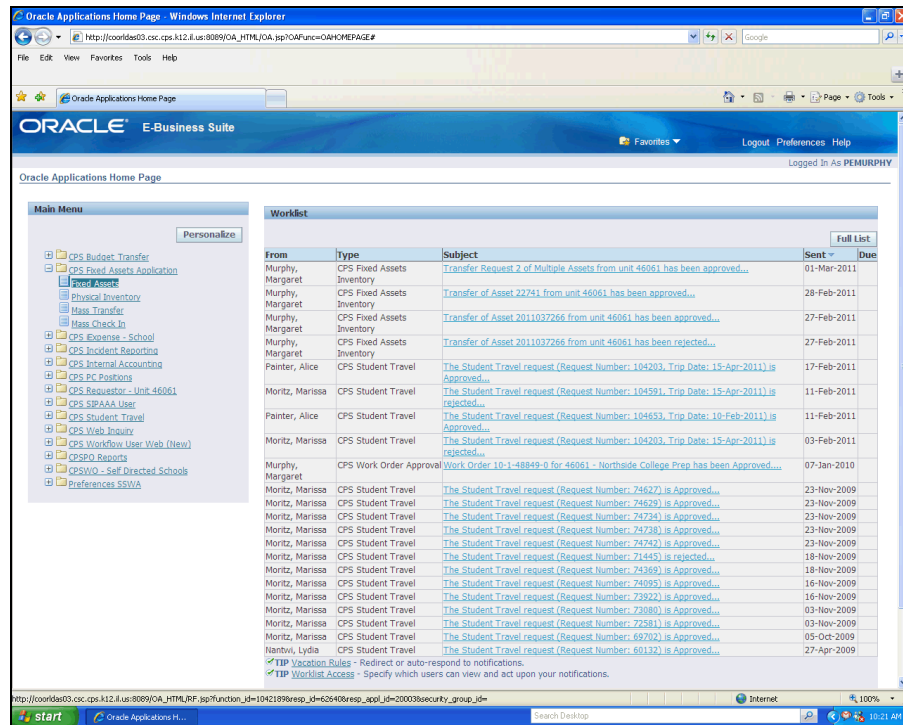 Oracle Applications Home Page - Windows Internet Explorer
http://coorldas03.csc.cps.k12.il.us:8089/OA_HTML/OA.jsp?OAFunc=OAHOMEPAGE#
Google
File Edit View Favorites Tools Help
Oracle Applications Home Page
Page Tools
ORACLE® E-Business Suite
Favorites
Logout Preferences Help
Logged In As PEMURPHY
Oracle Applications Home Page
Main Menu
Personalize
CPS Budget Transfer
CPS Fixed Assets Application
Fixed Assets
Physical Inventory
Mass Transfer
Mass Check In
CPS iExpense - School
CPS Incident Reporting
CPS Internal Accounting
CPS PC Positions
CPS Requestor - Unit 46061
CPS SIPAAA User
CPS Student Travel
CPS Web Inquiry
CPS Workflow User Web (New)
CPSPO Reports
CPSWO - Self Directed Schools
Preferences SSWA
Worklist
Full List
From Type Subject Sent Due
Murphy, Margaret CPS Fixed Assets Inventory Transfer Request 2 of Multiple Assets from unit 46061 has been approved... 01-Mar-2011
Murphy, Margaret CPS Fixed Assets Inventory Transfer of Asset 22741 from unit 46061 has been approved... 28-Feb-2011
Murphy, Margaret CPS Fixed Assets Inventory Transfer of Asset 2011037266 from unit 46061 has been approved... 27-Feb-2011
Murphy, Margaret CPS Fixed Assets Inventory Transfer of Asset 2011037266 from unit 46061 has been rejected... 27-Feb-2011
Painter, Alice CPS Student Travel The Student Travel request (Request Number: 104203, Trip Date: 15-Apr-2011) is Approved... 17-Feb-2011
Moritz, Marissa CPS Student Travel The Student Travel request (Request Number: 104591, Trip Date: 15-Apr-2011) is rejected... 11-Feb-2011
Painter, Alice CPS Student Travel The Student Travel request (Request Number: 104653, Trip Date: 10-Feb-2011) is Approved... 11-Feb-2011
Moritz, Marissa CPS Student Travel The Student Travel request (Request Number: 104203, Trip Date: 15-Apr-2011) is rejected... 03-Feb-2011
Murphy, Margaret CPS Work Order Approval Work Order 10-1-48849-0 for 46061 - Northside College Prep has been Approved.... 07-Jan-2010
Moritz, Marissa CPS Student Travel The Student Travel request (Request Number: 74627) is Approved... 23-Nov-2009
Moritz, Marissa CPS Student Travel The Student Travel request (Request Number: 74629) is Approved... 23-Nov-2009
Moritz, Marissa CPS Student Travel The Student Travel request (Request Number: 74734) is Approved... 23-Nov-2009
Moritz, Marissa CPS Student Travel The Student Travel request (Request Number: 74738) is Approved... 23-Nov-2009
Moritz, Marissa CPS Student Travel The Student Travel request (Request Number: 74742) is Approved... 23-Nov-2009
Moritz, Marissa CPS Student Travel The Student Travel request (Request Number: 71445) is rejected... 18-Nov-2009
Moritz, Marissa CPS Student Travel The Student Travel request (Request Number: 74369) is Approved... 18-Nov-2009
Moritz, Marissa CPS Student Travel The Student Travel request (Request Number: 74095) is Approved... 16-Nov-2009
Moritz, Marissa CPS Student Travel The Student Travel request (Request Number: 73922) is Approved... 16-Nov-2009
Moritz, Marissa CPS Student Travel The Student Travel request (Request Number: 73080) is Approved... 03-Nov-2009
Moritz, Marissa CPS Student Travel The Student Travel request (Request Number: 72581) is Approved... 03-Nov-2009
Moritz, Marissa CPS Student Travel The Student Travel request (Request Number: 69702) is Approved... 05-Oct-2009
Nantwi, Lydia CPS Student Travel The Student Travel request (Request Number: 60132) is Approved... 27-Apr-2009
TIP Vacation Rules - Redirect or auto-respond to notifications.
TIP Worklist Access - Specify which users can view and act upon your notifications.
http://coorldas03.csc.cps.k12.il.us:8089/OA_HTML/RF.jsp?function_id=1042189&resp_id=62640&resp_appl_id=20003&security_group_id=
Internet 100%
start Oracle Applications H... Search Desktop 10:21 AM